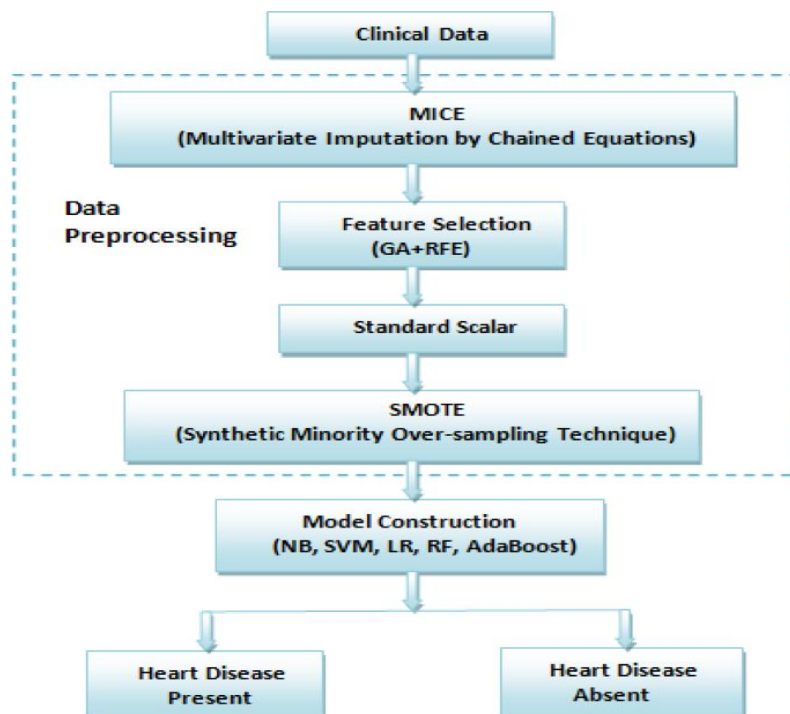 Clinical Data
MICE
(Multivariate Imputation by Chained Equations)
Data
Preprocessing
Feature Selection
(GA+RFE)
Standard Scalar
SMOTE
(Synthetic Minority Over-sampling Technique)
Model Construction
(NB, SVM, LR, RF, AdaBoost)
Heart Disease
Present
Heart Disease
Absent